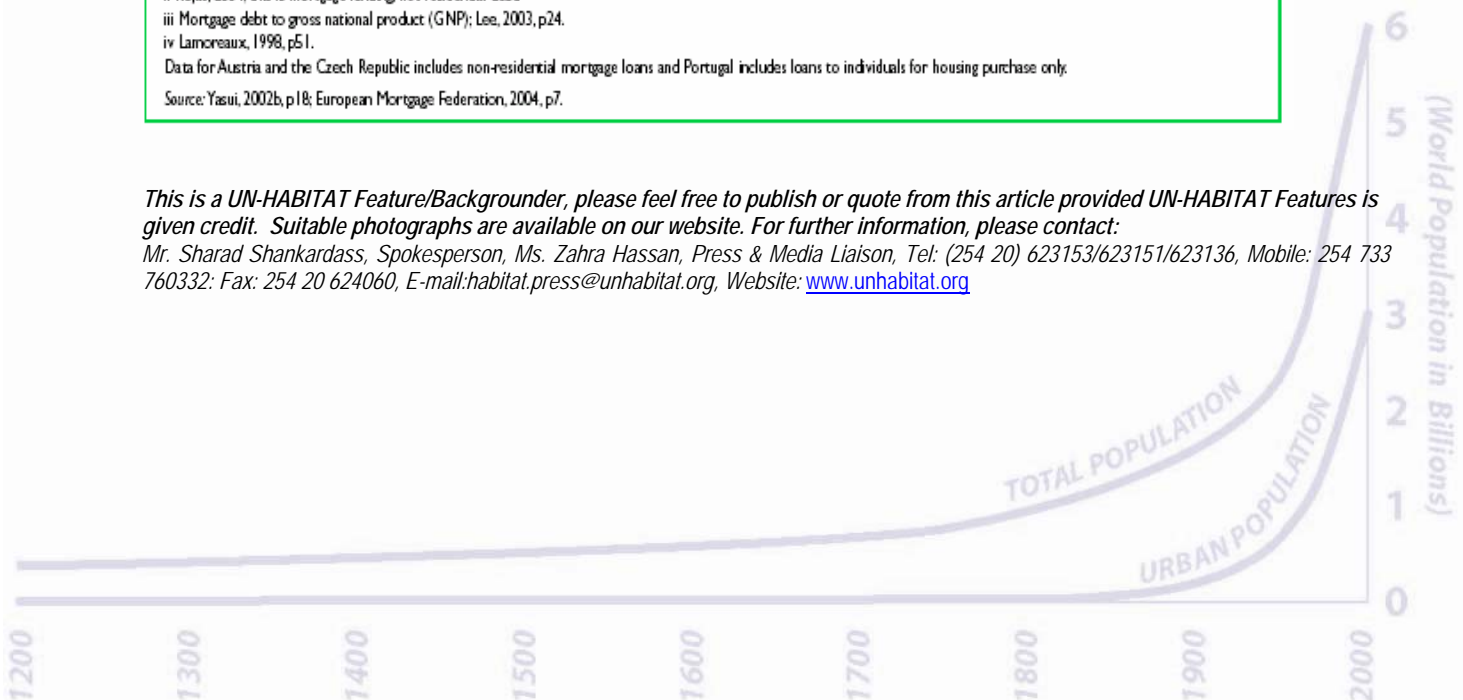 iii Mortgage debt to gross national product (GNP); Lee, 2003, p24.
iv Lamoreaux, 1998, p51.
Data for Austria and the Czech Republic includes non-residential mortgage loans and Portugal includes loans to individuals for housing purchase only.
Source: Yasui, 2002b, p18; European Mortgage Federation, 2004, p7.
This is a UN-HABITAT Feature/Backgrounder, please feel free to publish or quote from this article provided UN-HABITAT Features is
given credit. Suitable photographs are available on our website. For further information, please contact:
Mr. Sharad Shankardass, Spokesperson, Ms. Zahra Hassan, Press & Media Liaison, Tel: (254 20) 623153/623151/623136, Mobile: 254 733
760332: Fax: 254 20 624060, E-mail:habitat.press@unhabitat.org, Website: www.unhabitat.org
6
5
4
3
2
1
0
(World Population in Billions)
TOTAL POPULATION
URBAN POPULATION
1200
1300
1400
1500
1600
1700
1800
1900
2000